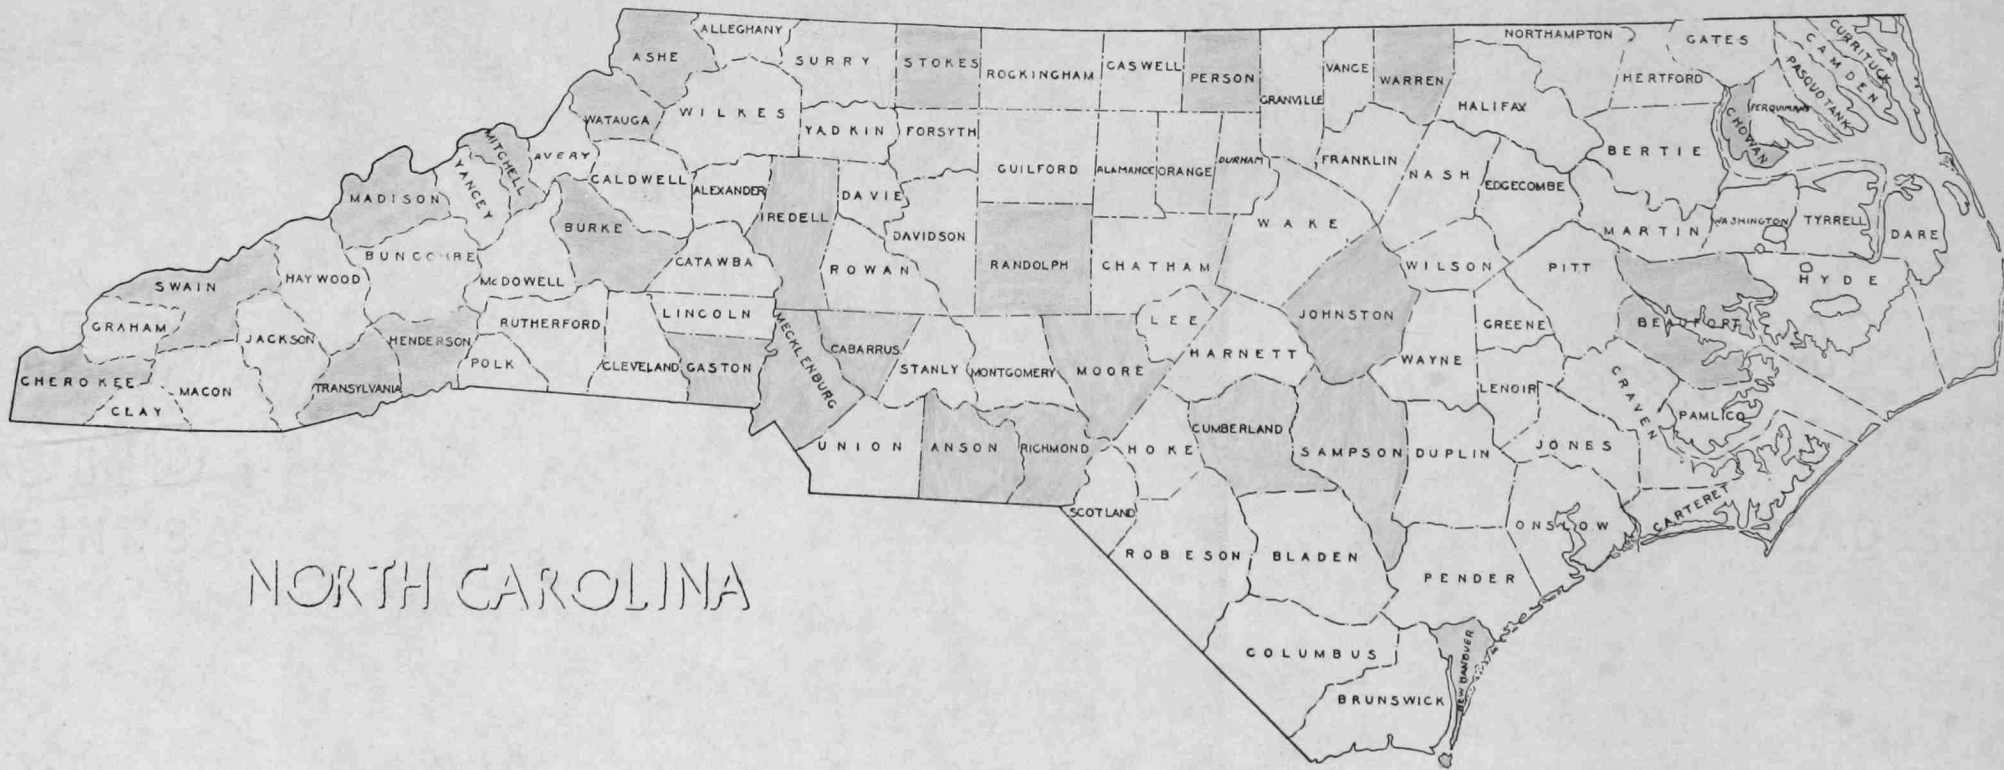 ALLEGHANY
ASHE
SURRY
STOKES
ROCKINGHAM
CASWELL
PERSON
GRANVILLE
VANCE
WARREN
NORTHAMPTON
GATES
CURRITUCK
CAMDEN
PASQUOTANK
PERQUIMANS
CHOWAN
HERTFORD
HALIFAX
BERTIE
WATAUGA
WILKES
YADKIN
FORSYTH
GUILFORD
ALAMANCE
ORANGE
DURHAM
FRANKLIN
NASH
EDGECOMBE
MITCHELL
AVERY
YANCEY
CALDWELL
ALEXANDER
IREDELL
DAVIE
DAVIDSON
WAKE
MARTIN
WASHINGTON
TYRRELL
DARE
MADISON
BURKE
BUNCOMBE
McDOWELL
CATAWBA
ROWAN
RANDOLPH
CHATHAM
WILSON
PITT
HYDE
SWAIN
HAYWOOD
GRAHAM
JACKSON
HENDERSON
RUTHERFORD
LINCOLN
MECKLENBURG
CABARRUS
LEE
JOHNSTON
GREENE
BEAUFORT
CHEROKEE
CLAY
MACON
TRANSYLVANIA
POLK
CLEVELAND
GASTON
STANLY
MONTGOMERY
MOORE
HARNETT
WAYNE
LENOIR
CRAVEN
PAMLICO
UNION
ANSON
RICHMOND
HOKE
CUMBERLAND
SAMPSON
DUPLIN
JONES
SCOTLAND
ROBESON
BLADEN
ONSLOW
CARTERET
PENDER
COLUMBUS
BRUNSWICK
NEW HANOVER
NORTH CAROLINA